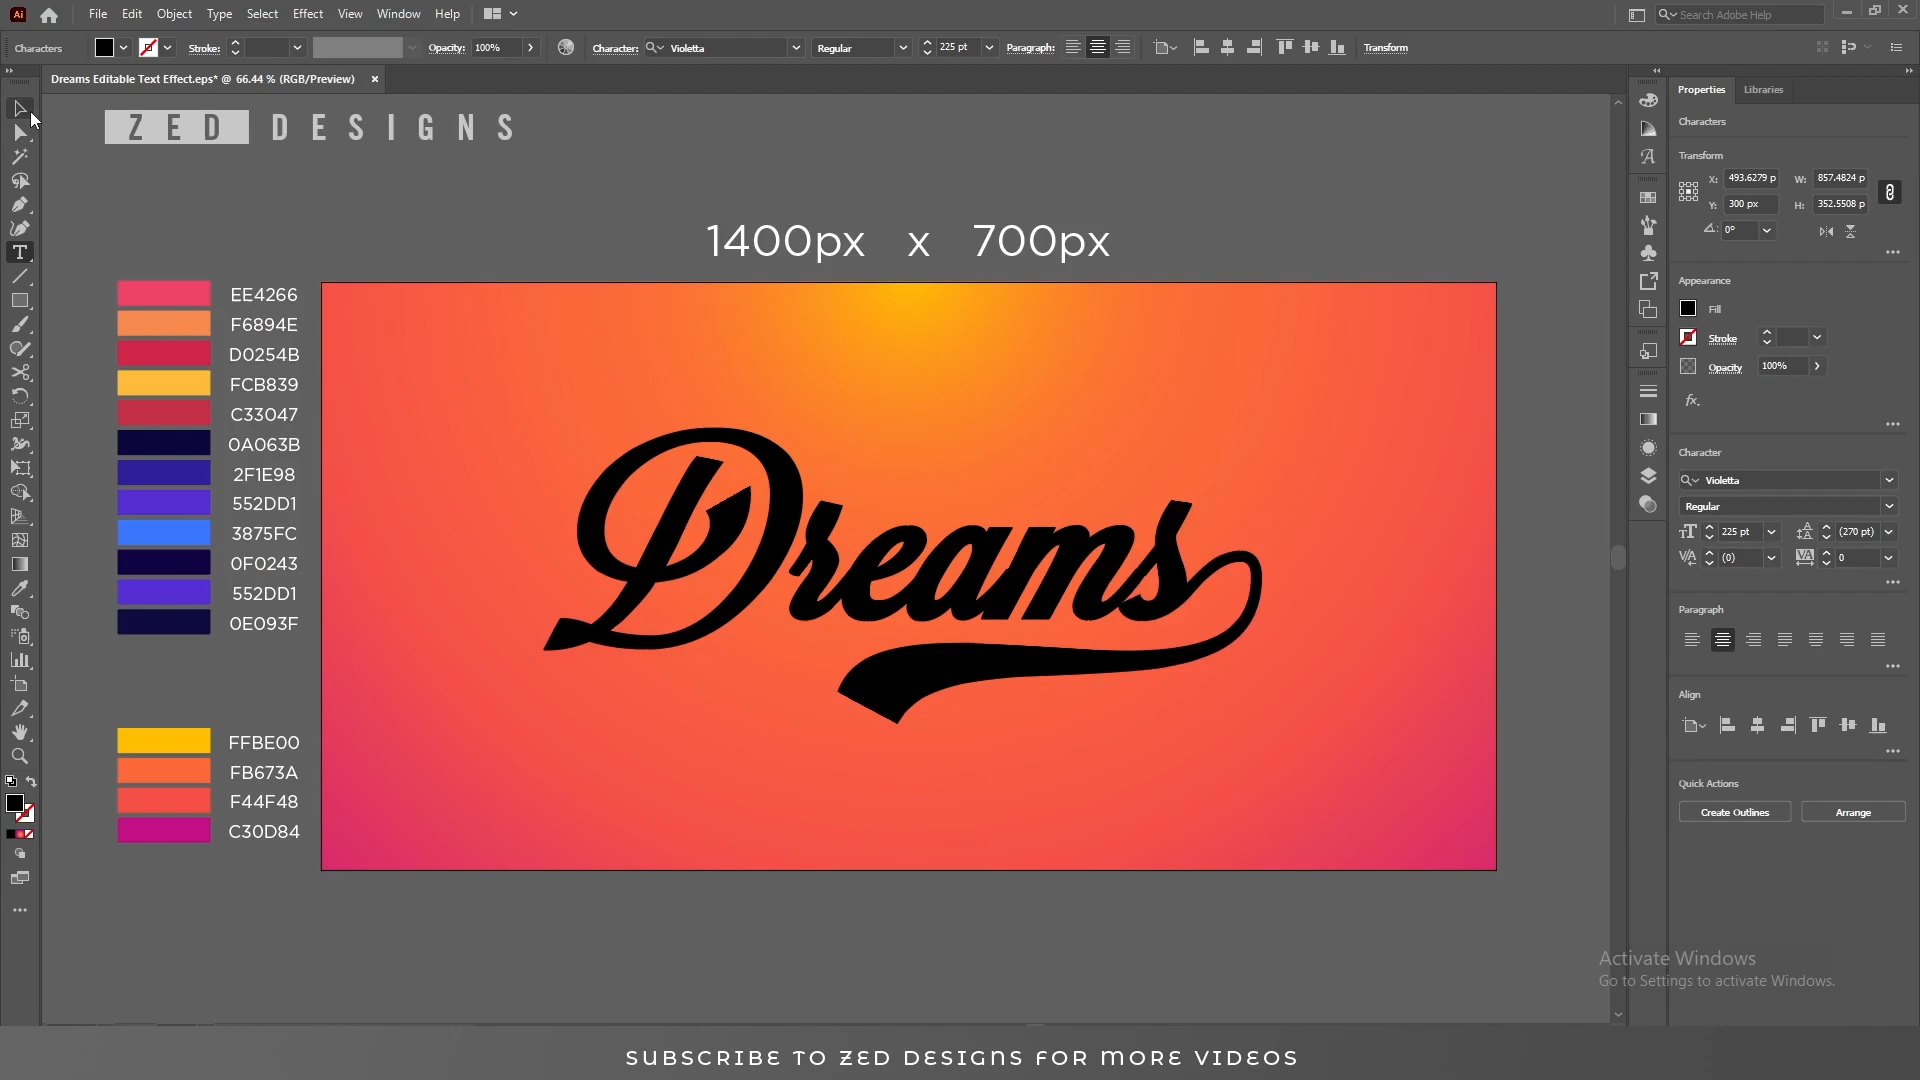 Ai File Edit Object Type Select Effect View Window Help Search Adobe Help
Characters Stroke: Opacity: 100% Character: Violetta Regular 225 pt Paragraph: Transform
Dreams Editable Text Effect.eps* @ 66.44 % (RGB/Preview) ×
Properties Libraries
Characters
Transform
X: 493.6279 p W: 857.4824 p
Y: 300 px H: 352.5508 p
0°
Appearance
Fill
Stroke
Opacity 100%
fx.
Character
Violetta
Regular
225 pt (270 pt)
(0) 0
Paragraph
Align
Quick Actions
Create Outlines Arrange
ZED DESIGNS
1400px x 700px
EE4266
F6894E
D0254B
FCB839
C33047
0A063B
2F1E98
552DD1
3875FC
0F0243
552DD1
0E093F
FFBE00
FB673A
F44F48
C30D84
Dreams
Activate Windows
Go to Settings to activate Windows.
SUBSCRIBE TO ZED DESIGNS FOR MORE VIDEOS